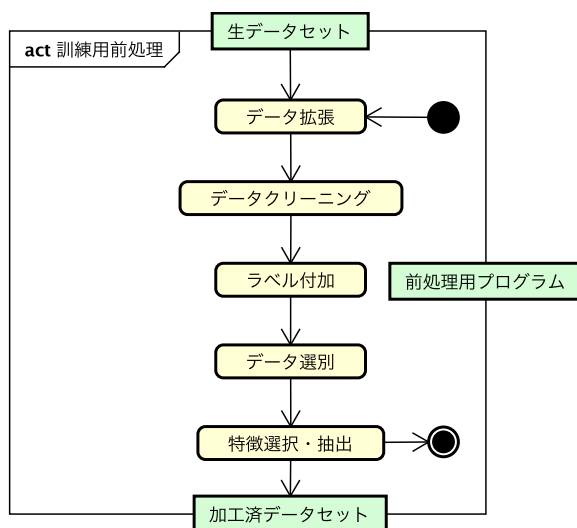 生データセット
act 訓練用前処理
データ拡張
データクリーニング
ラベル付加
前処理用プログラム
データ選別
特徴選択・抽出
加工済データセット